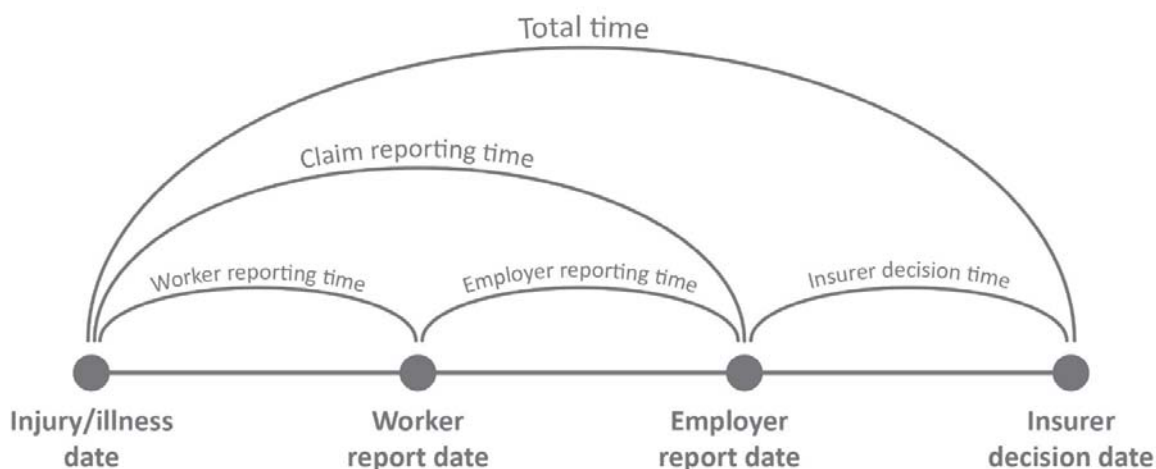 Total time
Claim reporting time
Worker reporting time
Employer reporting time
Insurer decision time
Injury/illness
date
Worker
report date
Employer
report date
Insurer
decision date